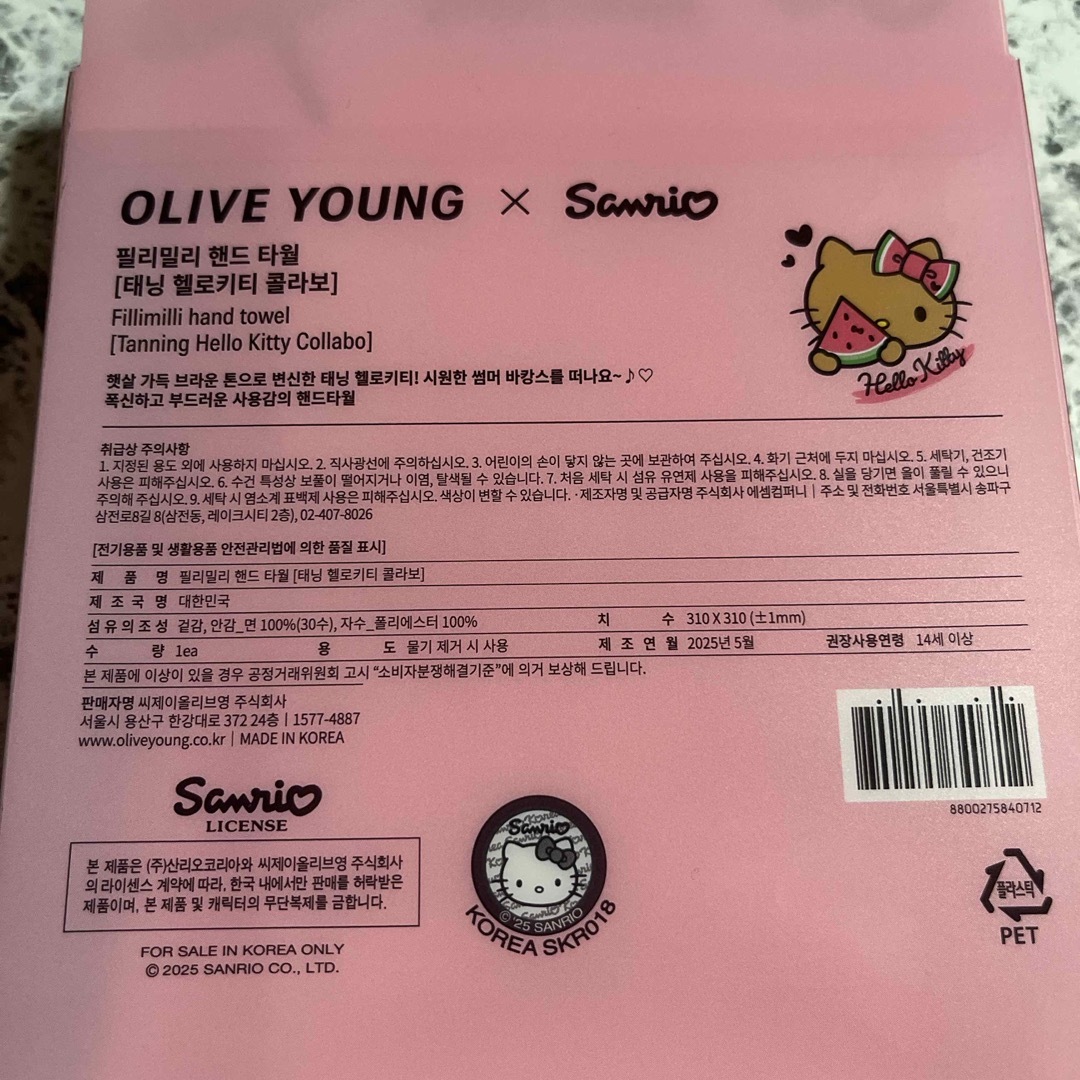 OLIVE YOUNG × Sanrio
필리밀리 핸드 타월
[태닝 헬로키티 콜라보]
Fillimilli hand towel
[Tanning Hello Kitty Collabo]
Hello Kitty
햇살 가득 브라운 톤으로 변신한 태닝 헬로키티! 시원한 썸머 바캉스를 떠나요~♪♡
폭신하고 부드러운 사용감의 핸드타월
취급상 주의사항
1. 지정된 용도 외에 사용하지 마십시오. 2. 직사광선에 주의하십시오. 3. 어린이의 손이 닿지 않는 곳에 보관하여 주십시오. 4. 화기 근처에 두지 마십시오. 5. 세탁기, 건조기
사용은 피해주십시오. 6. 수건 특성상 보풀이 떨어지거나 이염, 탈색될 수 있습니다. 7. 처음 세탁 시 섬유 유연제 사용을 피해주십시오. 8. 실을 당기면 올이 풀릴 수 있으니
주의해 주십시오. 9. 세탁 시 염소계 표백제 사용은 피해주십시오. 색상이 변할 수 있습니다. · 제조자명 및 공급자명 주식회사 에셈컴퍼니 | 주소 및 전화번호 서울특별시 송파구
삼전로8길 8(삼전동, 레이크시티 2층), 02-407-8026
[전기용품 및 생활용품 안전관리법에 의한 품질 표시]
제 품 명 필리밀리 핸드 타월 [태닝 헬로키티 콜라보]
제 조 국 명 대한민국
섬유의조성 겉감, 안감_면 100%(30수), 자수_폴리에스터 100% 치 수 310 X 310 (±1mm)
수 량 1ea 용 도 물기 제거 시 사용 제 조 연 월 2025년 5월 권장사용연령 14세 이상
본 제품에 이상이 있을 경우 공정거래위원회 고시 “소비자분쟁해결기준”에 의거 보상해 드립니다.
판매자명 씨제이올리브영 주식회사
서울시 용산구 한강대로 372 24층 | 1577-4887
www.oliveyoung.co.kr | MADE IN KOREA
8800275840712
Sanrio
LICENSE
본 제품은 (주)산리오코리아와 씨제이올리브영 주식회사
의 라이센스 계약에 따라, 한국 내에서만 판매를 허락받은
제품이며, 본 제품 및 캐릭터의 무단복제를 금합니다.
FOR SALE IN KOREA ONLY
© 2025 SANRIO CO., LTD.
Sanrio
© '25 SANRIO
KOREA SKR018
플라스틱
PET